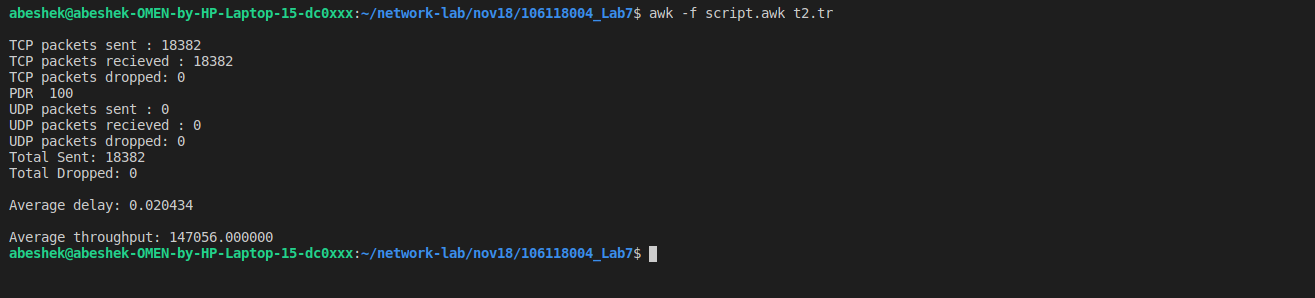 abeshek@abeshek-OMEN-by-HP-Laptop-15-dc0xxx:~/network-lab/nov18/106118004_Lab7$ awk -f script.awk t2.tr
TCP packets sent : 18382
TCP packets recieved : 18382
TCP packets dropped: 0
PDR  100
UDP packets sent : 0
UDP packets recieved : 0
UDP packets dropped: 0
Total Sent: 18382
Total Dropped: 0
Average delay: 0.020434
Average throughput: 147056.000000
abeshek@abeshek-OMEN-by-HP-Laptop-15-dc0xxx:~/network-lab/nov18/106118004_Lab7$